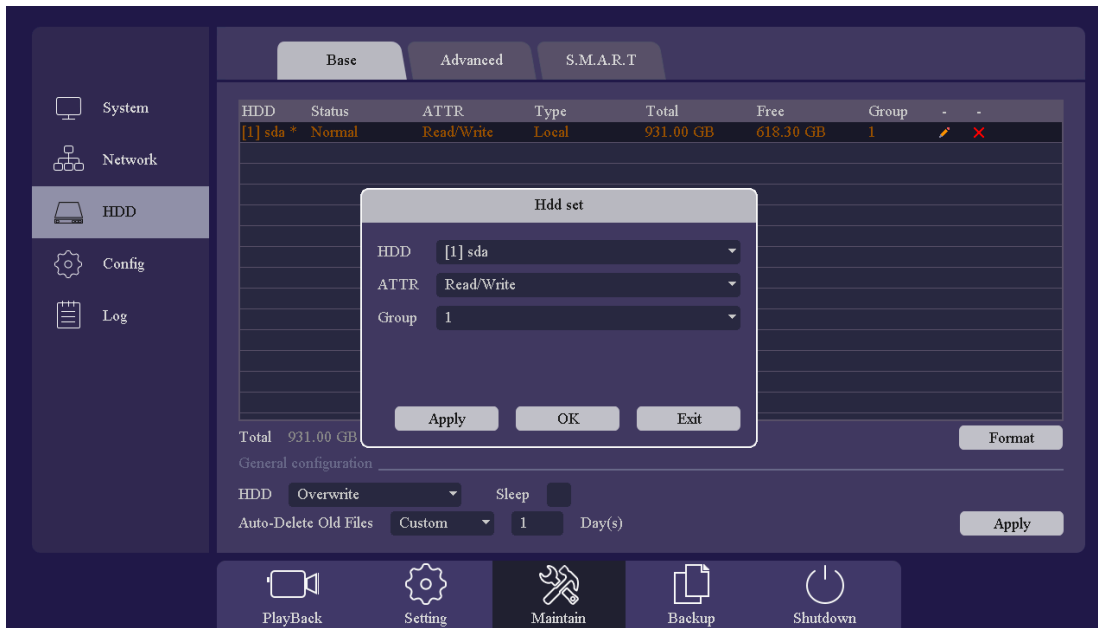 Base Advanced S.M.A.R.T
System
Network
HDD
Config
Log
HDD Status ATTR Type Total Free Group - -
[1] sda * Normal Read/Write Local 931.00 GB 618.30 GB 1
Hdd set
HDD [1] sda
ATTR Read/Write
Group 1
Apply OK Exit
Total 931.00 GB
Format
General configuration
HDD Overwrite Sleep
Auto-Delete Old Files Custom 1 Day(s)
Apply
PlayBack Setting Maintain Backup Shutdown